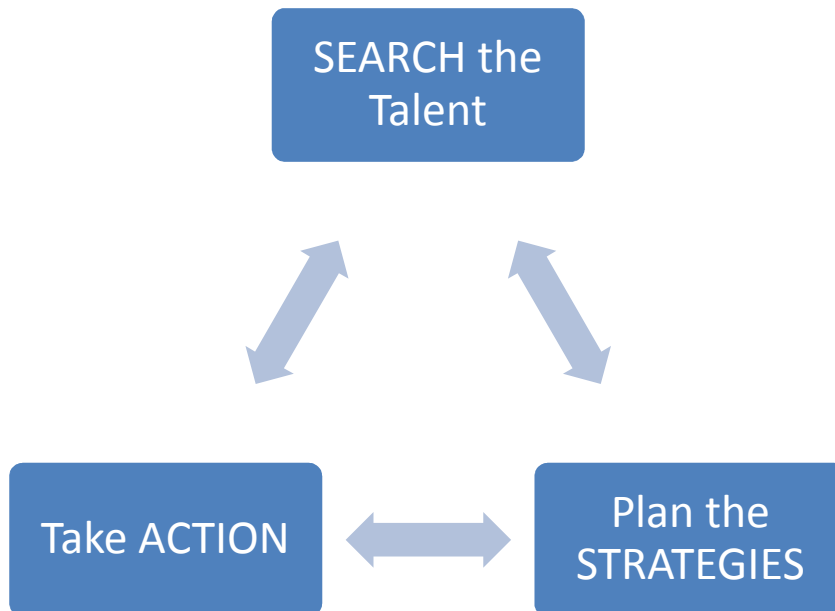 SEARCH the
Talent
Take ACTION
Plan the
STRATEGIES